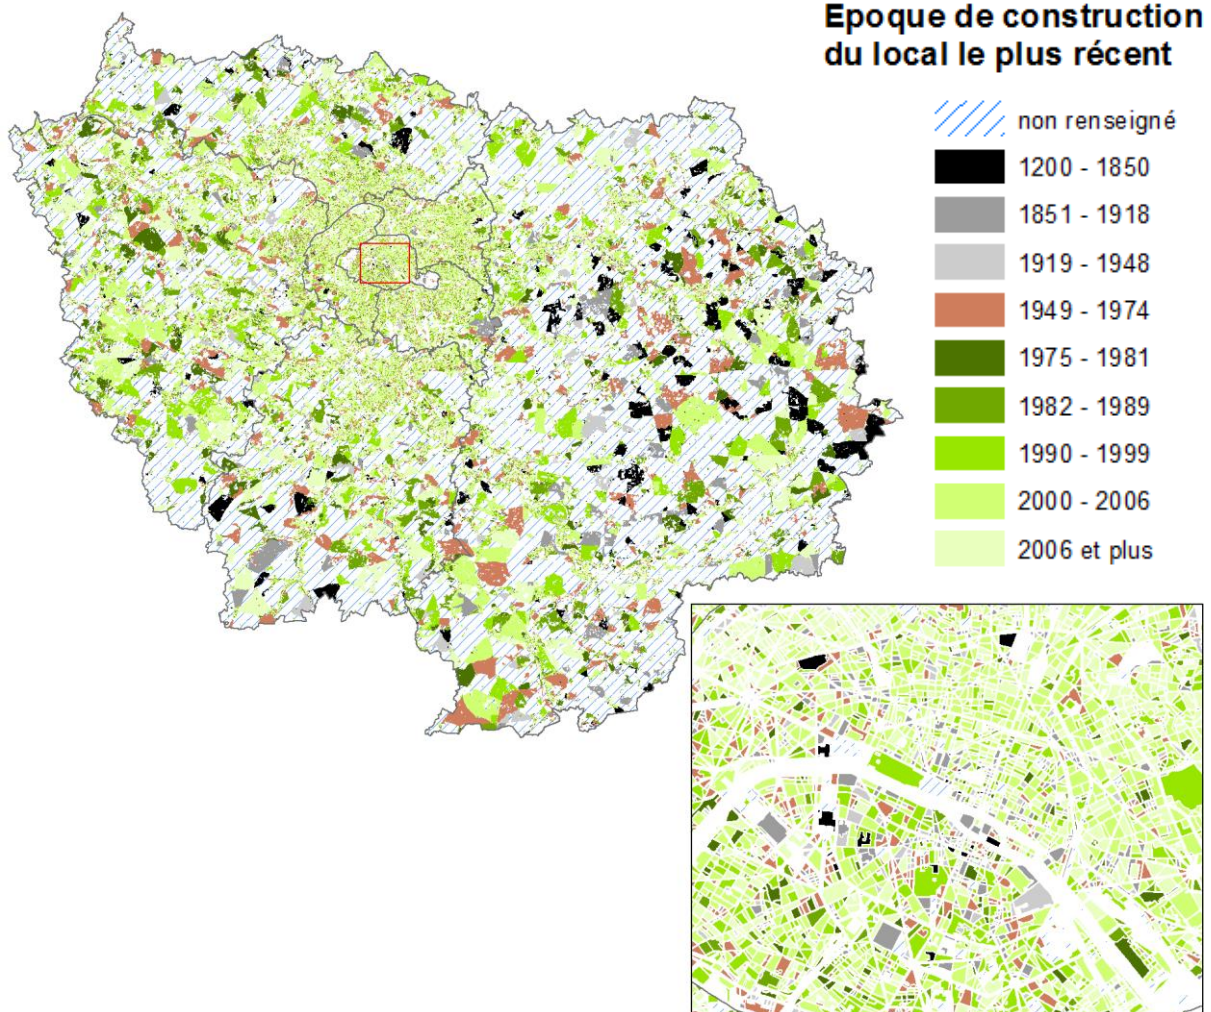 Epoque de construction
du local le plus récent
non renseigné
1200 - 1850
1851 - 1918
1919 - 1948
1949 - 1974
1975 - 1981
1982 - 1989
1990 - 1999
2000 - 2006
2006 et plus